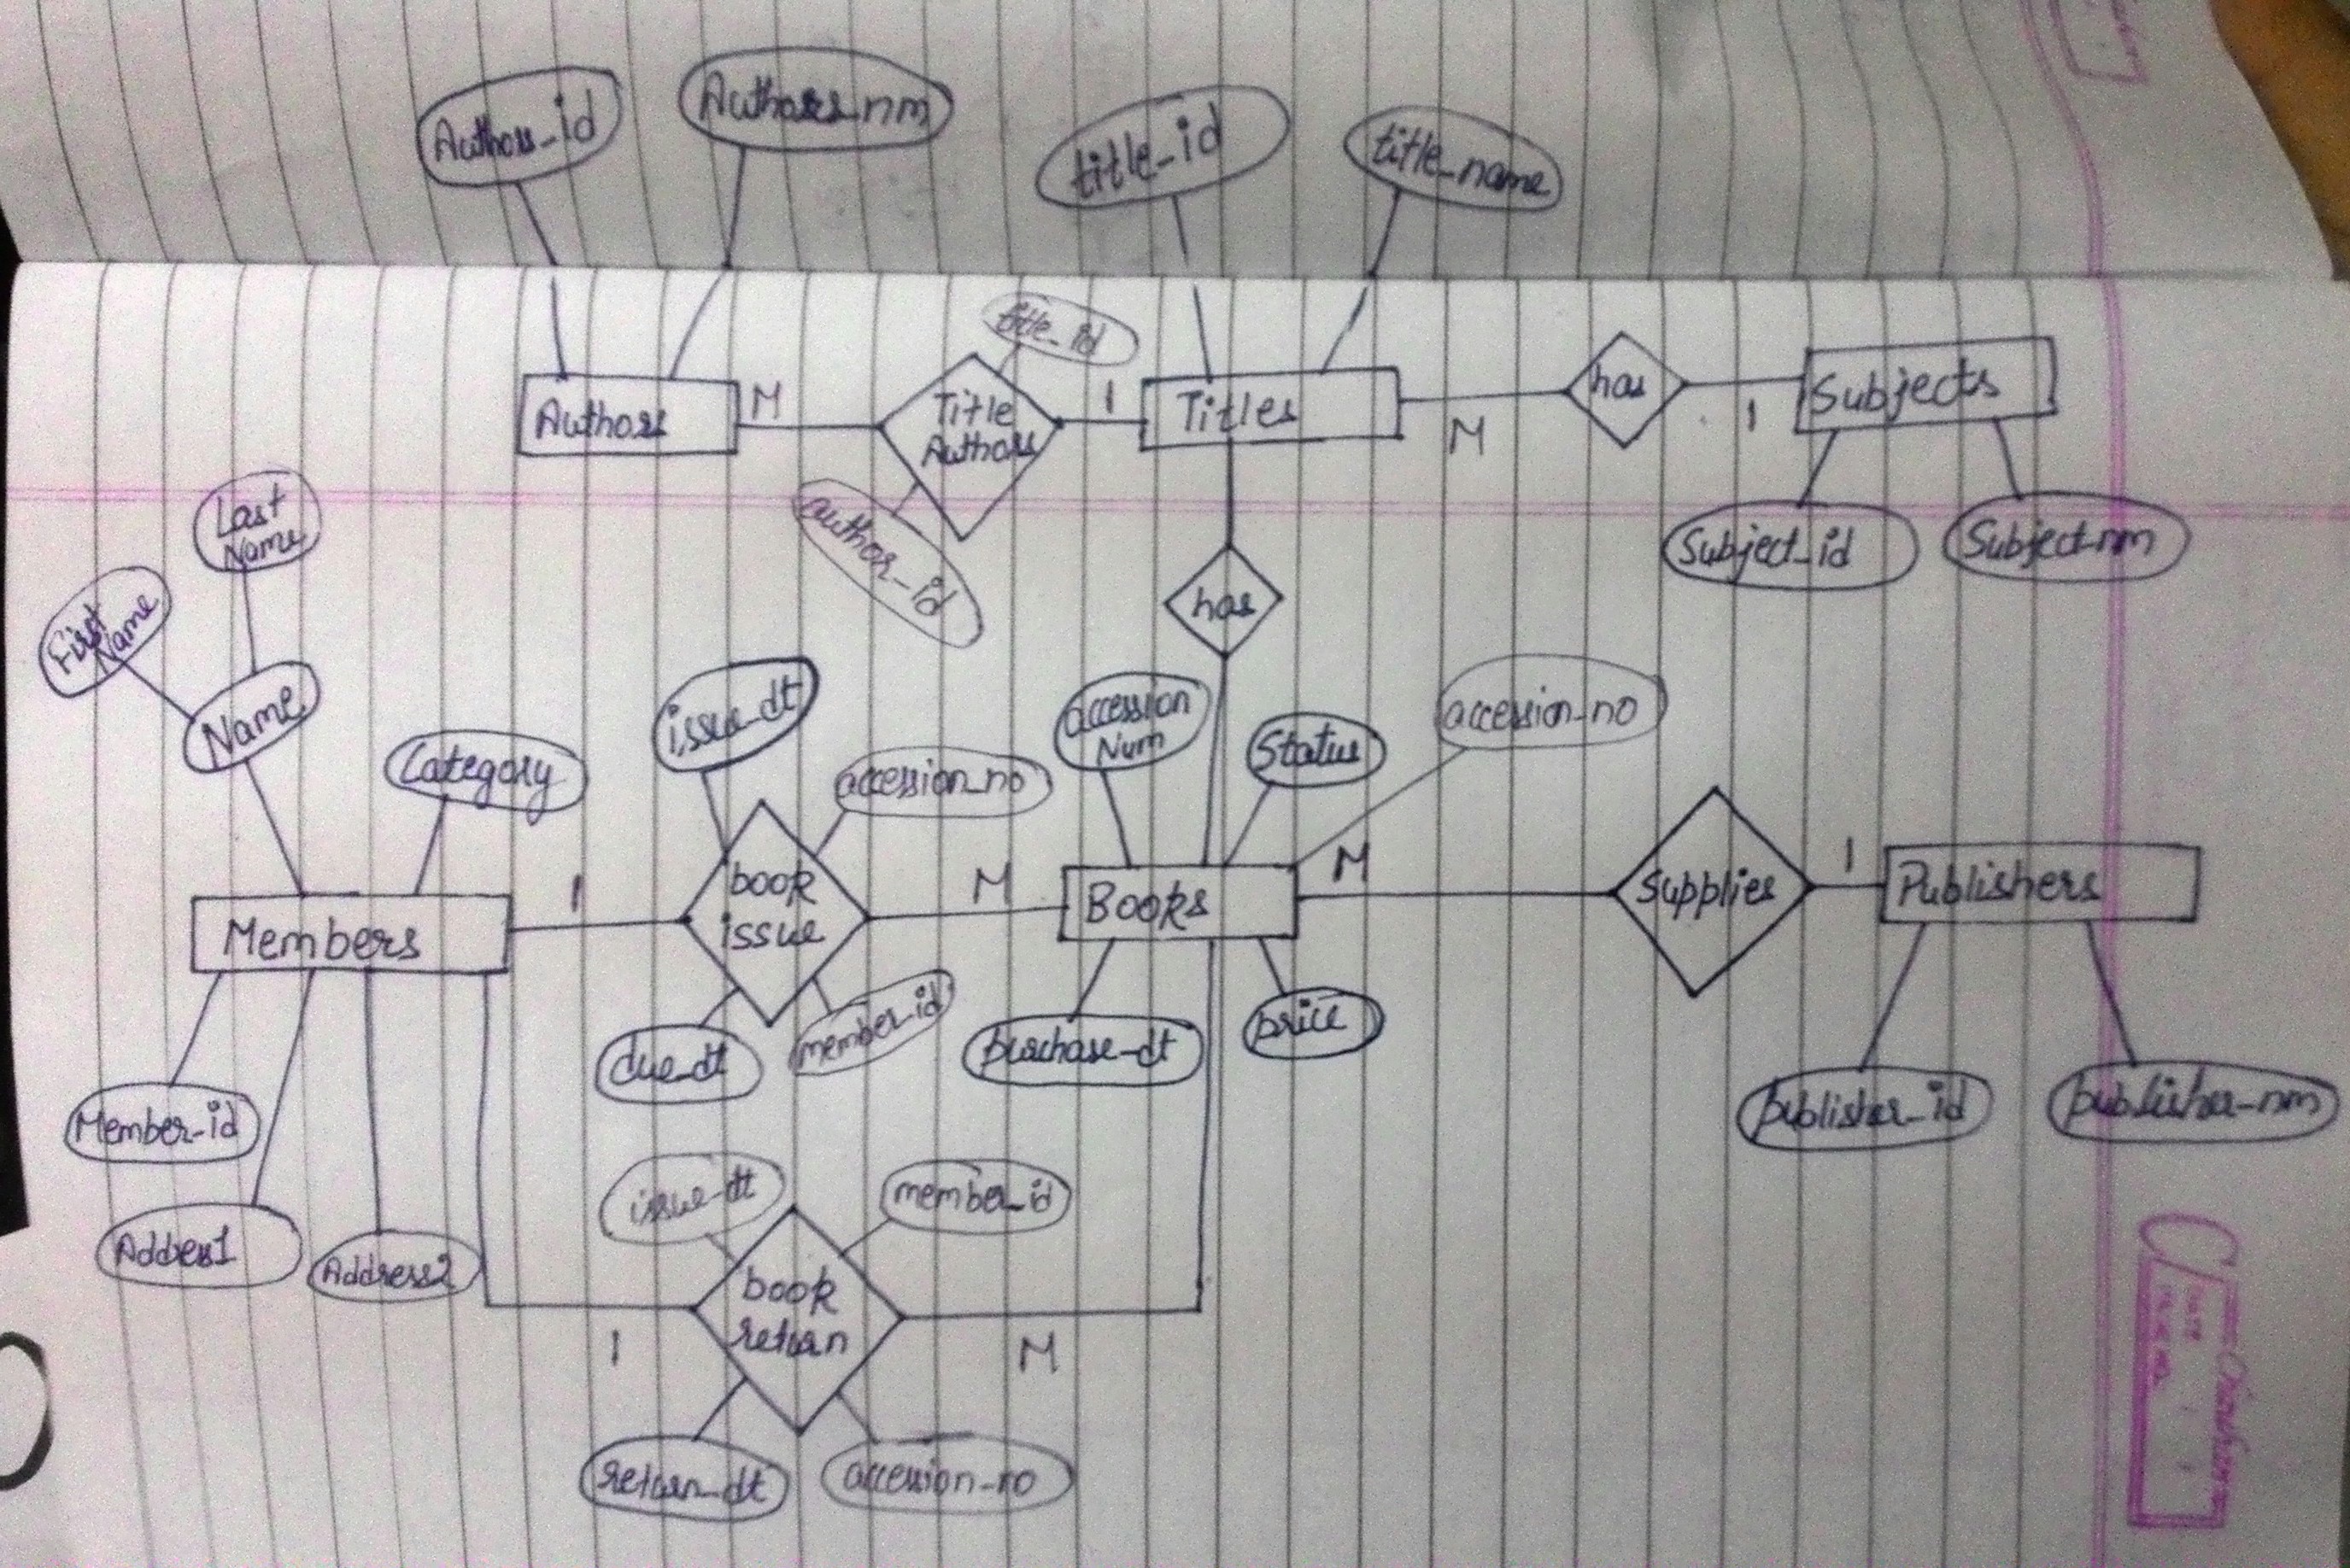 Author_id
Authors_nm
title_id
title_name
title_id
Authors
M
Title
Authors
1
Titles
M
has
1
Subjects
author_id
Subject_id
Subject_nm
Last
Name
First
Name
Name
has
Category
issue_dt
accession_no
accession
Num
Status
accession_no
Members
1
book
issue
M
Books
M
Supplies
1
Publishers
due_dt
member_id
purchase_dt
price
publisher_id
publisher_nm
Member_id
Addres1
Address2
issue_dt
member_id
book
return
1
M
return_dt
accession_no